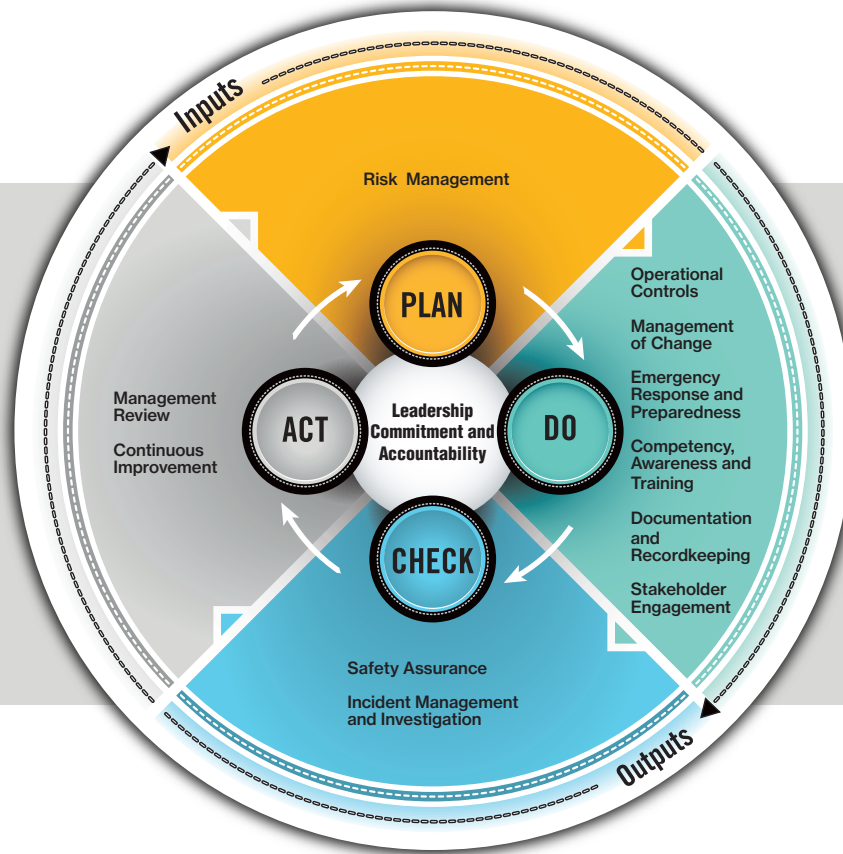 Inputs
Risk Management
PLAN
Operational
Controls
Management
of Change
Emergency
Response and
Preparedness
Competency,
Awareness and
Training
Documentation
and
Recordkeeping
Stakeholder
Engagement
DO
Leadership
Commitment and
Accountability
ACT
Management
Review
Continuous
Improvement
CHECK
Safety Assurance
Incident Management
and Investigation
Outputs